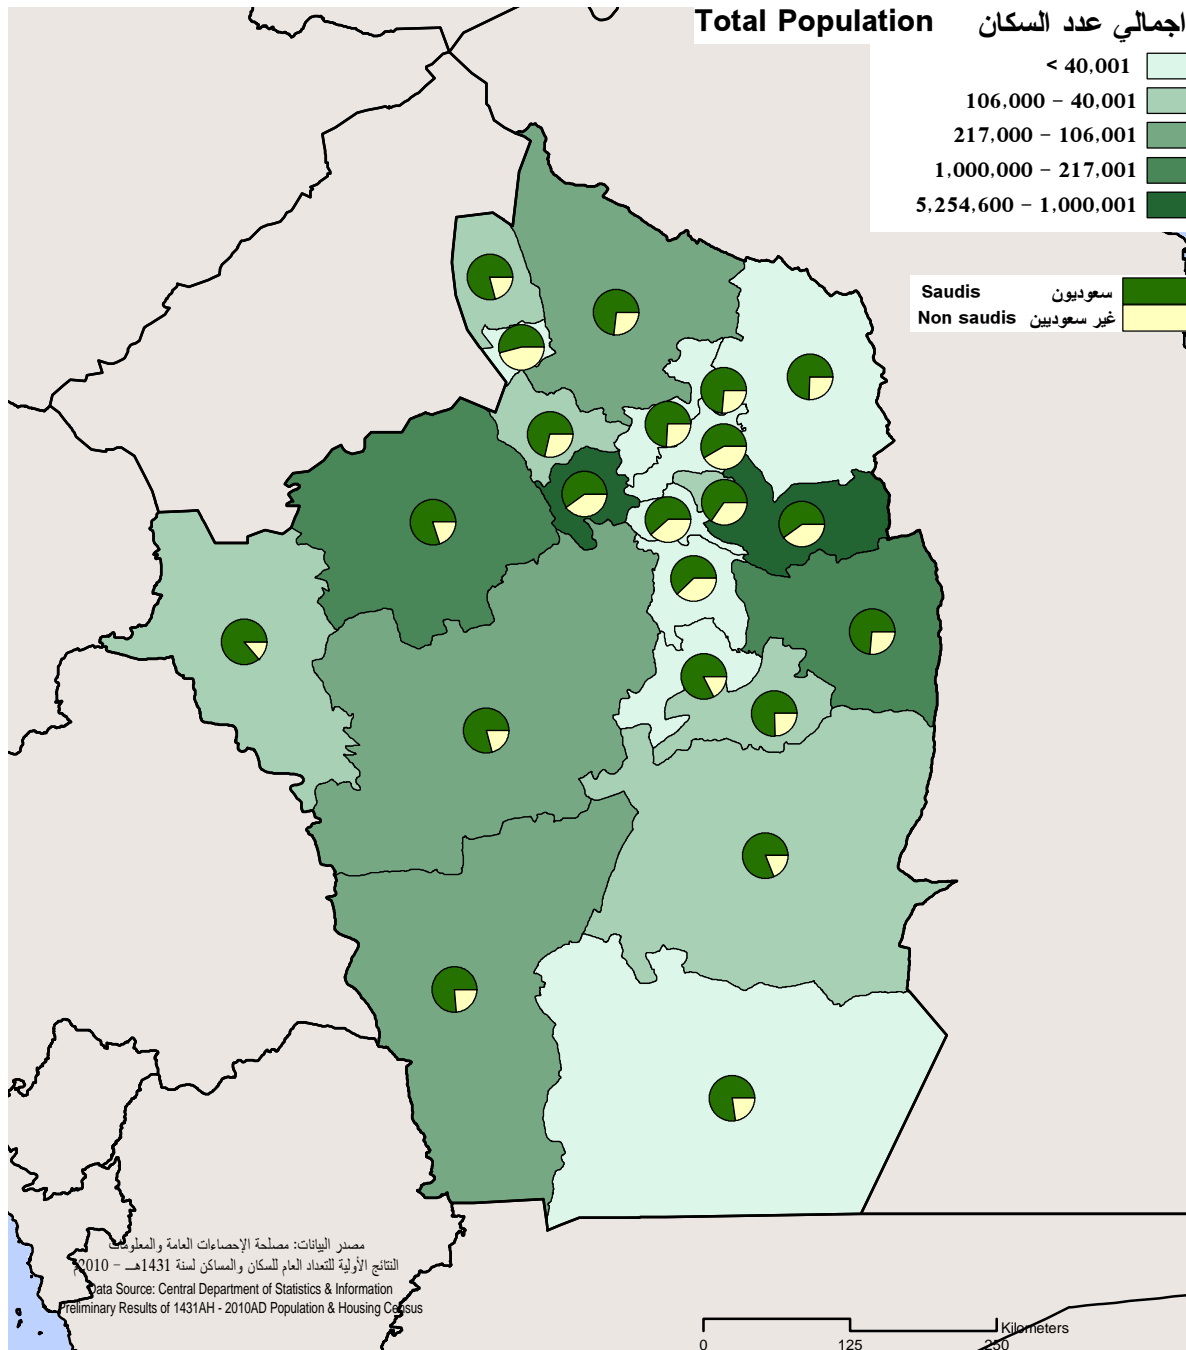 Total Population اجمالي عدد السكان
< 40,001
106,000 - 40,001
217,000 - 106,001
1,000,000 - 217,001
5,254,600 - 1,000,001
Saudis سعوديون
Non saudis غير سعوديين
مصدر البيانات: مصلحة الإحصاءات العامة والمعلومات
النتائج الأولية للتعداد العام للسكان والمساكن لسنة 1431هـ - 2010م
Data Source: Central Department of Statistics & Information
Preliminary Results of 1431AH - 2010AD Population & Housing Census
Kilometers
0 125 250